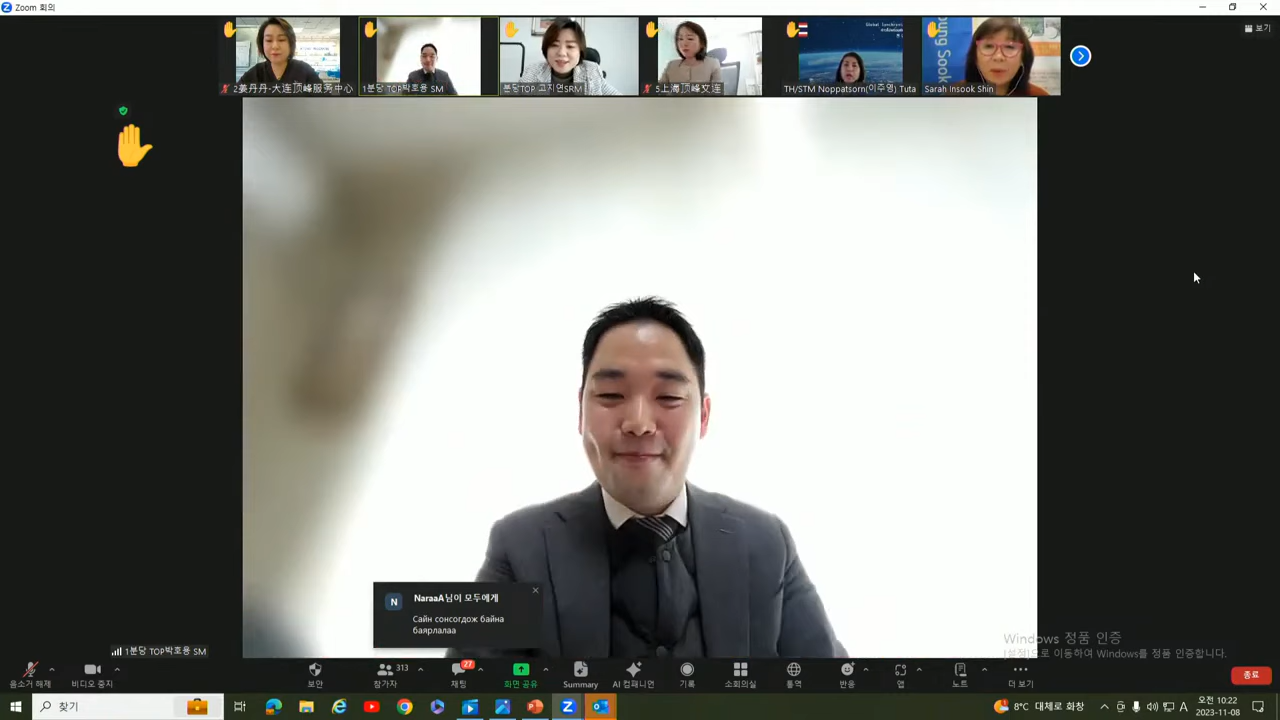 Zoom 회의
보기
2姜丹丹-大连顶峰服务中心
1분당 TOP박호용 SM
분당TOP 고지연SRM
5上海顶峰文连
Global
TH/STM Noppatsorn(이주영) Tuta
oung Sook
Sarah Insook Shin
N
NaraaA님이 모두에게
Сайн сонсогдож байна
баярлалаа
Windows 정품 인증
[설정]으로 이동하여 Windows를 정품 인증합니다.
1분당 TOP박호용 SM
음소거 해제
비디오 중지
보안
313
참가자
27
채팅
화면 공유
Summary
AI 컴패니언
기록
소회의실
통역
반응
앱
노트
더 보기
종료
찾기
8°C 대체로 화창
A
오전 10:22
2023-11-08